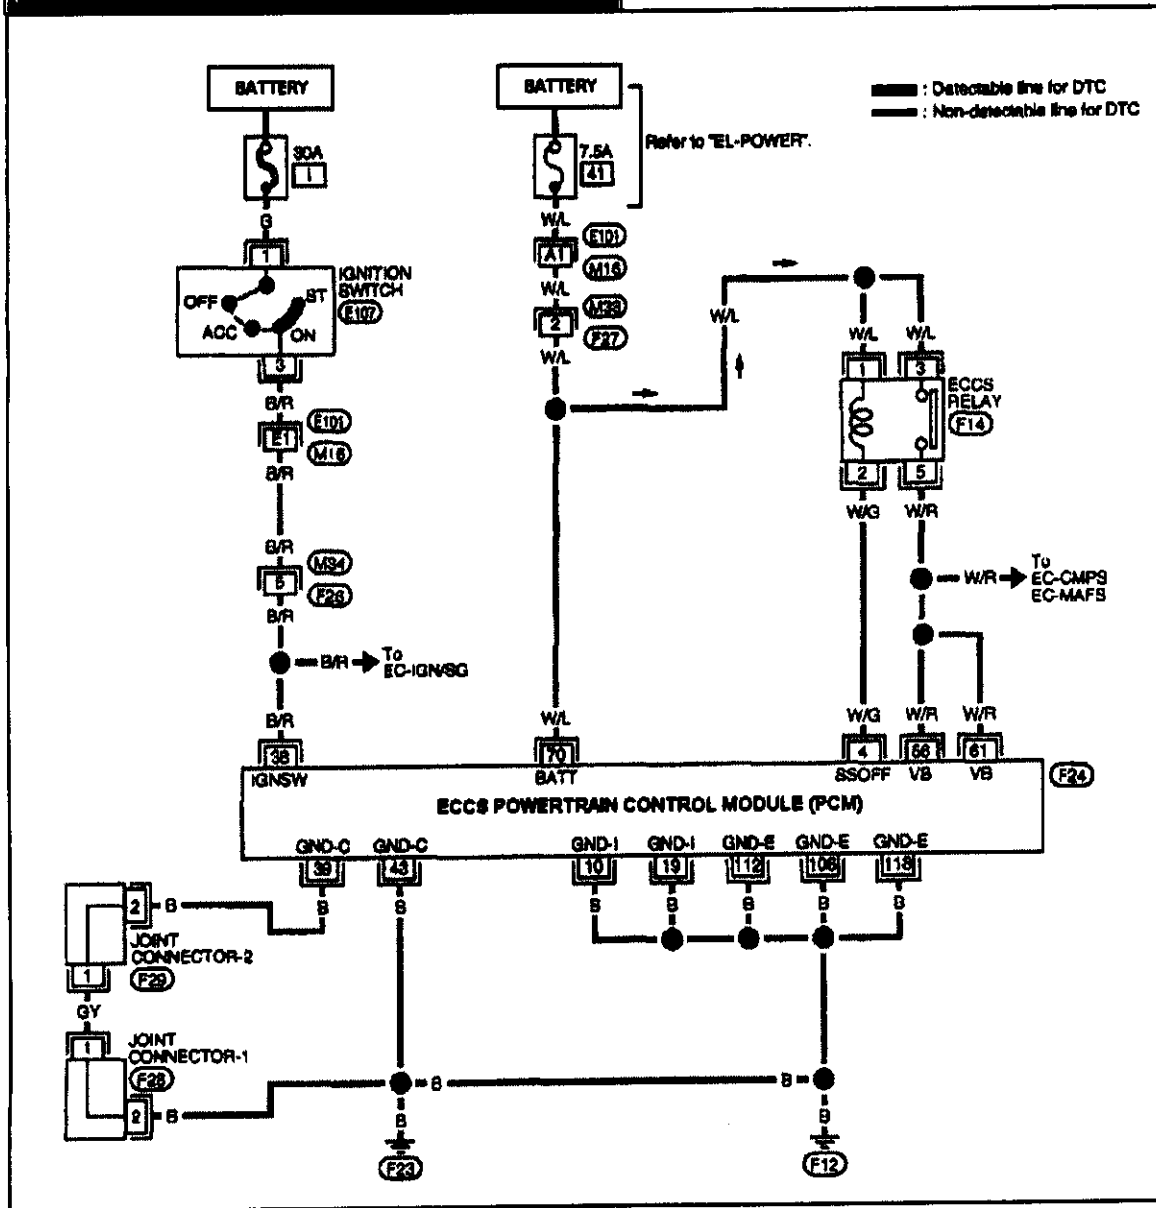 BATTERY
BATTERY
: Detectable line for DTC
: Non-detectable line for DTC
Refer to "EL-POWER".
30A
7.5A
41
G
W/L
1
A1
E101
M16
IGNITION
SWITCH
E107
OFF
ST
ACC
ON
W/L
2
M33
F27
W/L
W/L
W/L
W/L
3
1
3
ECCS
RELAY
F14
B/R
E1
E101
M16
B/R
2
5
W/G
W/R
B/R
M34
5
F26
B/R
W/R
To
EC-CMPS
EC-MAFS
B/R
To
EC-IGN/SG
B/R
W/L
W/G
W/R
W/R
38
70
4
56
61
IGNSW
BATT
SSOFF
VB
VB
F24
ECCS POWERTRAIN CONTROL MODULE (PCM)
GND-C
GND-C
GND-I
GND-I
GND-E
GND-E
GND-E
39
43
10
19
112
106
118
2
B
B
B
B
B
B
B
B
JOINT
CONNECTOR-2
F29
1
GY
1
JOINT
CONNECTOR-1
F28
2
B
B
B
B
B
F23
F12